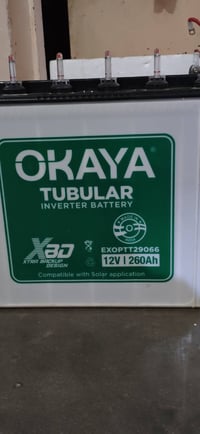 OKAYA
TUBULAR
INVERTER BATTERY
XBD
XTRA BACKUP
DESIGN
EXOPTT29066
12V | 260Ah
Compatible with Solar application